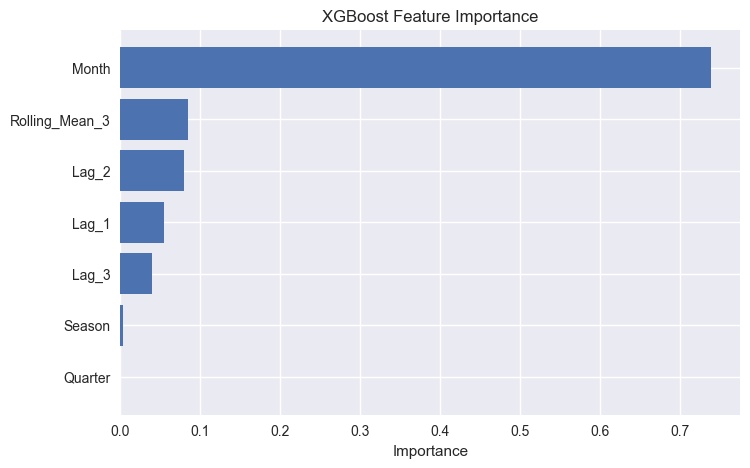 XGBoost Feature Importance
Month
Rolling_Mean_3
Lag_2
Lag_1
Lag_3
Season
Quarter
0.0 0.1 0.2 0.3 0.4 0.5 0.6 0.7
Importance